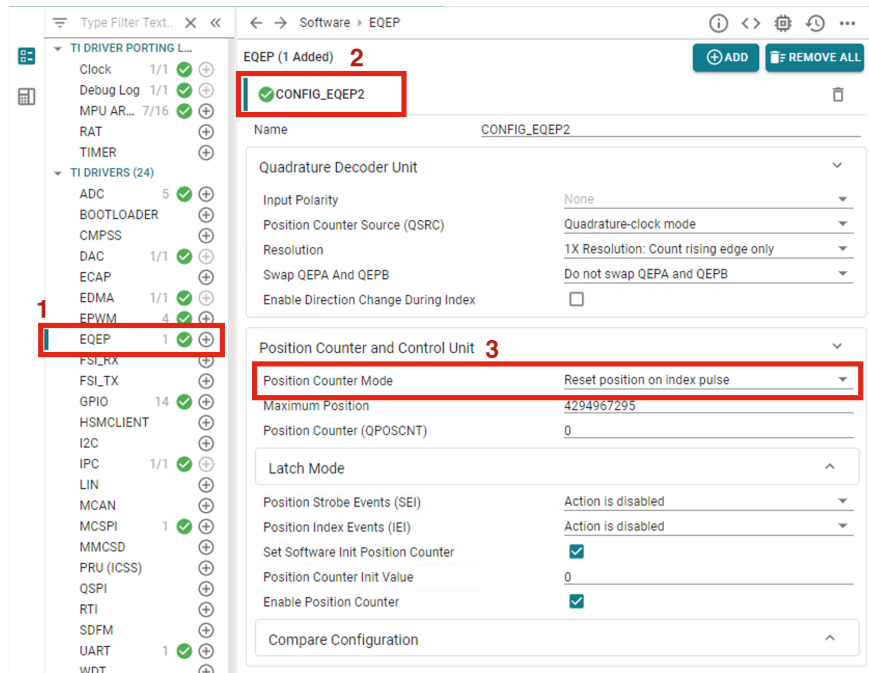 Type Filter Text..
Software > EQEP
TI DRIVER PORTING L...
Clock 1/1
Debug Log 1/1
MPU AR... 7/16
RAT
TIMER
TI DRIVERS (24)
ADC 5
BOOTLOADER
CMPSS
DAC 1/1
ECAP
EDMA 1/1
1
EPWM 4
EQEP 1
FSI_RX
FSI_TX
GPIO 14
HSMCLIENT
I2C
IPC 1/1
LIN
MCAN
MCSPI 1
MMCSD
PRU (ICSS)
QSPI
RTI
SDFM
UART 1
WDT
EQEP (1 Added) 2
ADD
REMOVE ALL
CONFIG_EQEP2
Name CONFIG_EQEP2
Quadrature Decoder Unit
Input Polarity None
Position Counter Source (QSRC) Quadrature-clock mode
Resolution 1X Resolution: Count rising edge only
Swap QEPA And QEPB Do not swap QEPA and QEPB
Enable Direction Change During Index
Position Counter and Control Unit 3
Position Counter Mode Reset position on index pulse
Maximum Position 4294967295
Position Counter (QPOSCNT) 0
Latch Mode
Position Strobe Events (SEI) Action is disabled
Position Index Events (IEI) Action is disabled
Set Software Init Position Counter
Position Counter Init Value 0
Enable Position Counter
Compare Configuration